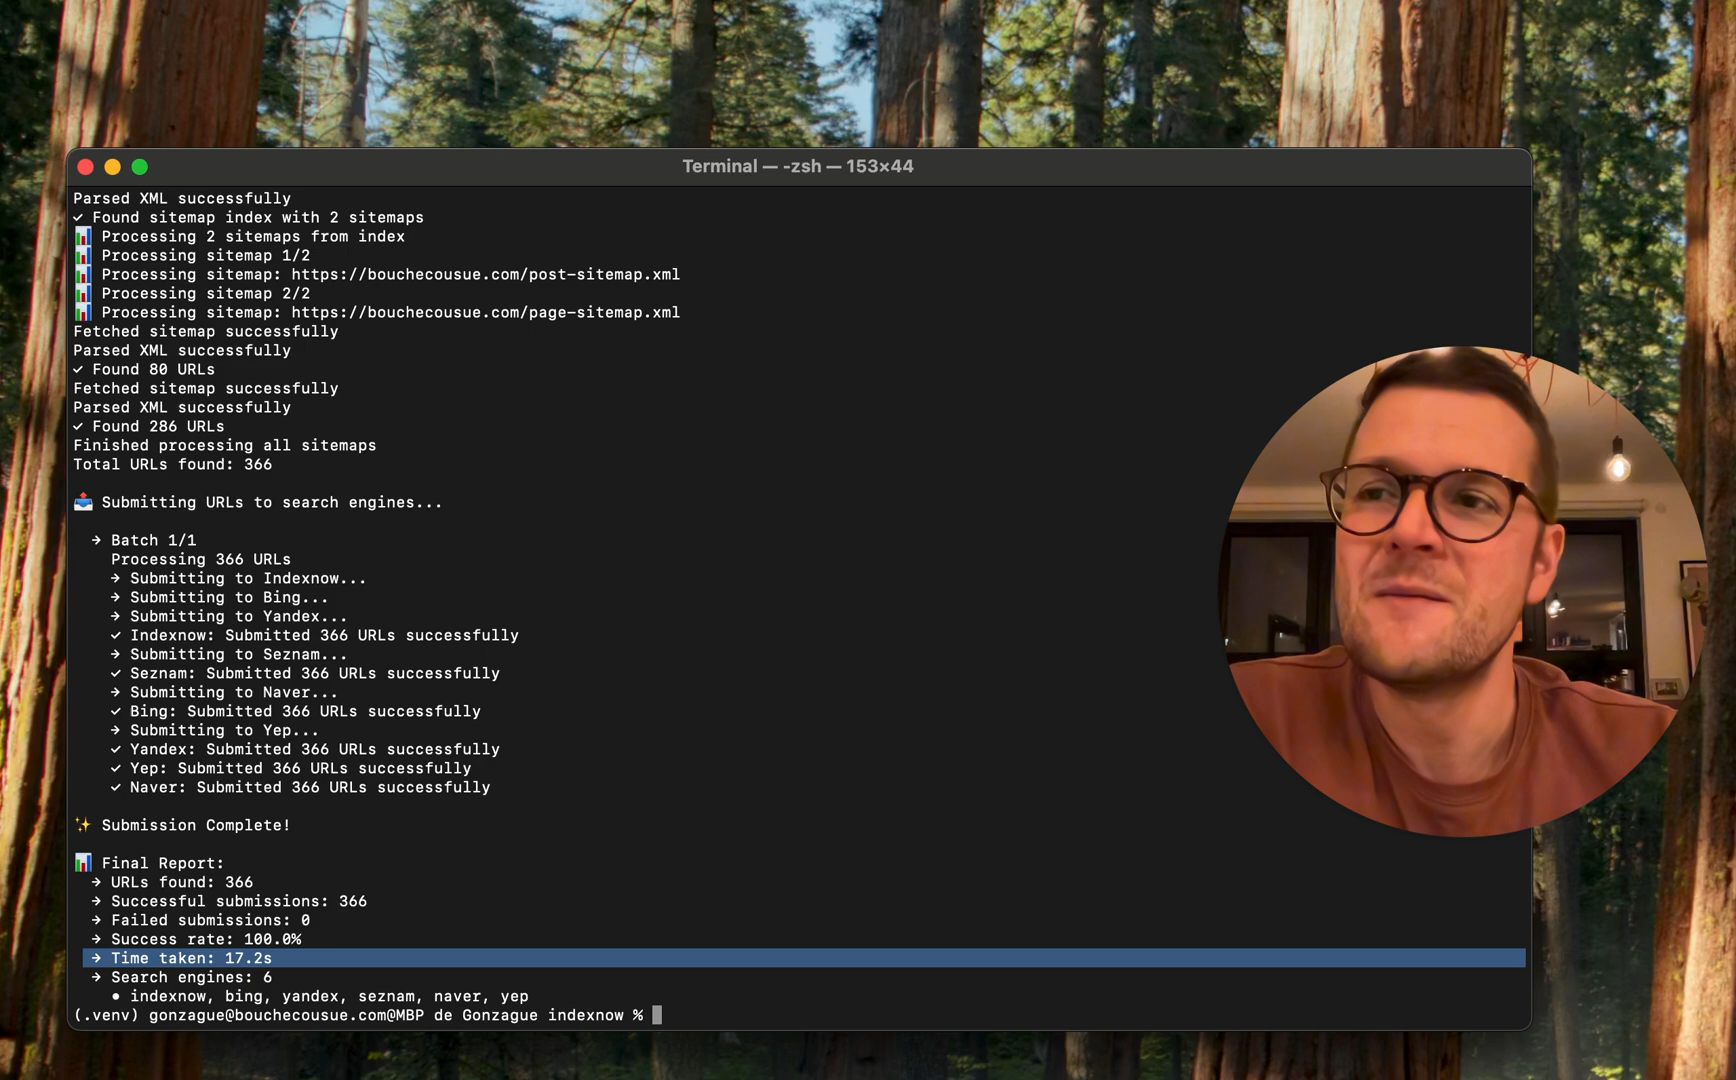 Terminal — -zsh — 153×44
Parsed XML successfully
✓ Found sitemap index with 2 sitemaps
📊 Processing 2 sitemaps from index
📊 Processing sitemap 1/2
📊 Processing sitemap: https://bouchecousue.com/post-sitemap.xml
📊 Processing sitemap 2/2
📊 Processing sitemap: https://bouchecousue.com/page-sitemap.xml
Fetched sitemap successfully
Parsed XML successfully
✓ Found 80 URLs
Fetched sitemap successfully
Parsed XML successfully
✓ Found 286 URLs
Finished processing all sitemaps
Total URLs found: 366
📤 Submitting URLs to search engines...
→ Batch 1/1
Processing 366 URLs
→ Submitting to Indexnow...
→ Submitting to Bing...
→ Submitting to Yandex...
✓ Indexnow: Submitted 366 URLs successfully
→ Submitting to Seznam...
✓ Seznam: Submitted 366 URLs successfully
→ Submitting to Naver...
✓ Bing: Submitted 366 URLs successfully
→ Submitting to Yep...
✓ Yandex: Submitted 366 URLs successfully
✓ Yep: Submitted 366 URLs successfully
✓ Naver: Submitted 366 URLs successfully
✨ Submission Complete!
📊 Final Report:
→ URLs found: 366
→ Successful submissions: 366
→ Failed submissions: 0
→ Success rate: 100.0%
→ Time taken: 17.2s
→ Search engines: 6
• indexnow, bing, yandex, seznam, naver, yep
(.venv) gonzague@bouchecousue.com@MBP de Gonzague indexnow %